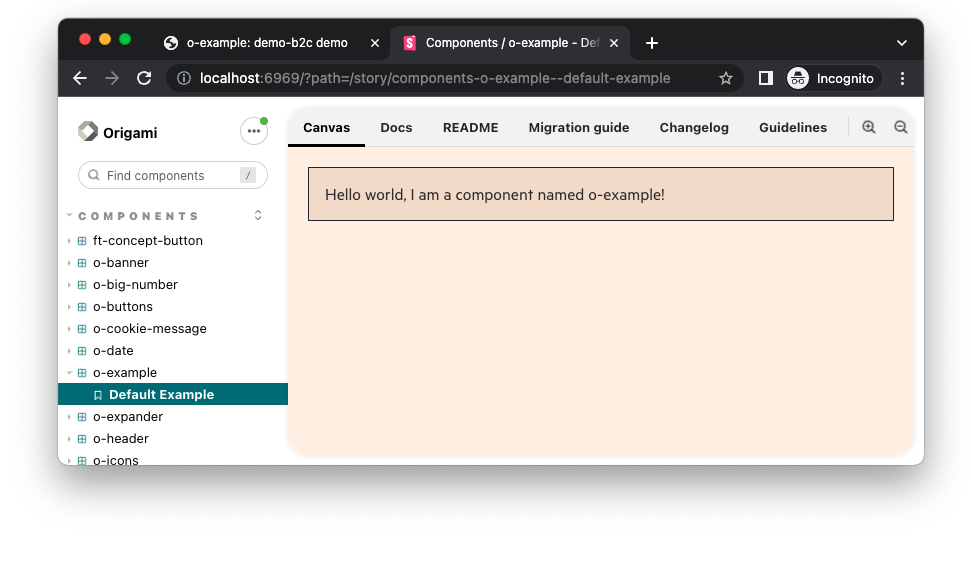 o-example: demo-b2c demo
Components / o-example - Def
localhost:6969/?path=/story/components-o-example--default-example
Incognito
Origami
Find components /
COMPONENTS
ft-concept-button
o-banner
o-big-number
o-buttons
o-cookie-message
o-date
o-example
Default Example
o-expander
o-header
o-icons
Canvas Docs README Migration guide Changelog Guidelines
Hello world, I am a component named o-example!